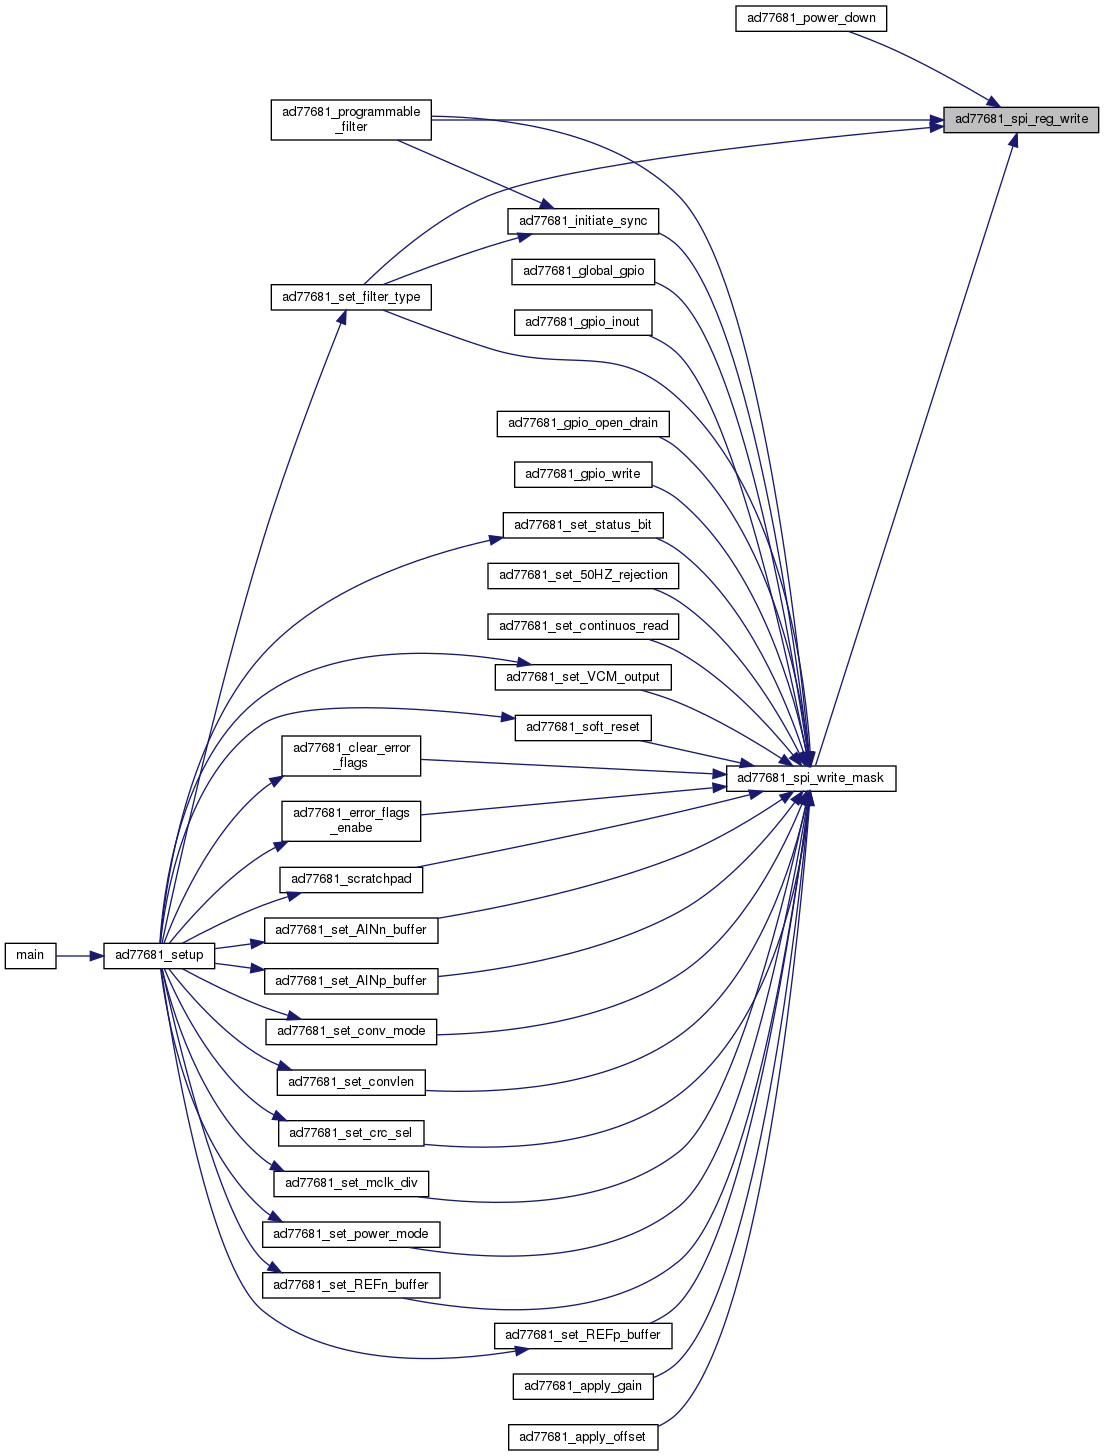 ad77681_power_down
ad77681_programmable
_filter
ad77681_spi_reg_write
ad77681_initiate_sync
ad77681_global_gpio
ad77681_set_filter_type
ad77681_gpio_inout
ad77681_gpio_open_drain
ad77681_gpio_write
ad77681_set_status_bit
ad77681_set_50HZ_rejection
ad77681_set_continuos_read
ad77681_set_VCM_output
ad77681_soft_reset
ad77681_clear_error
_flags
ad77681_spi_write_mask
ad77681_error_flags
_enabe
ad77681_scratchpad
ad77681_set_AINn_buffer
main
ad77681_setup
ad77681_set_AINp_buffer
ad77681_set_conv_mode
ad77681_set_convlen
ad77681_set_crc_sel
ad77681_set_mclk_div
ad77681_set_power_mode
ad77681_set_REFn_buffer
ad77681_set_REFp_buffer
ad77681_apply_gain
ad77681_apply_offset